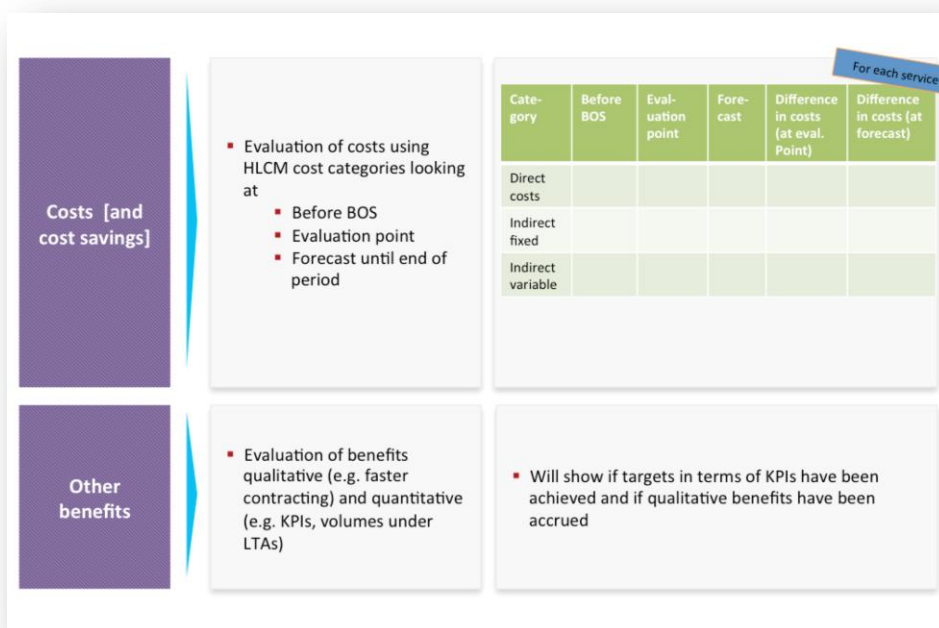 Costs [and
cost savings]
▪ Evaluation of costs using
HLCM cost categories looking
at
▪ Before BOS
▪ Evaluation point
▪ Forecast until end of
period
For each service
Cate-
gory
Before
BOS
Eval-
uation
point
Fore-
cast
Difference
in costs
(at eval.
Point)
Difference
in costs (at
forecast)
Direct
costs
Indirect
fixed
Indirect
variable
Other
benefits
▪ Evaluation of benefits
qualitative (e.g. faster
contracting) and quantitative
(e.g. KPIs, volumes under
LTAs)
▪ Will show if targets in terms of KPIs have been
achieved and if qualitative benefits have been
accrued